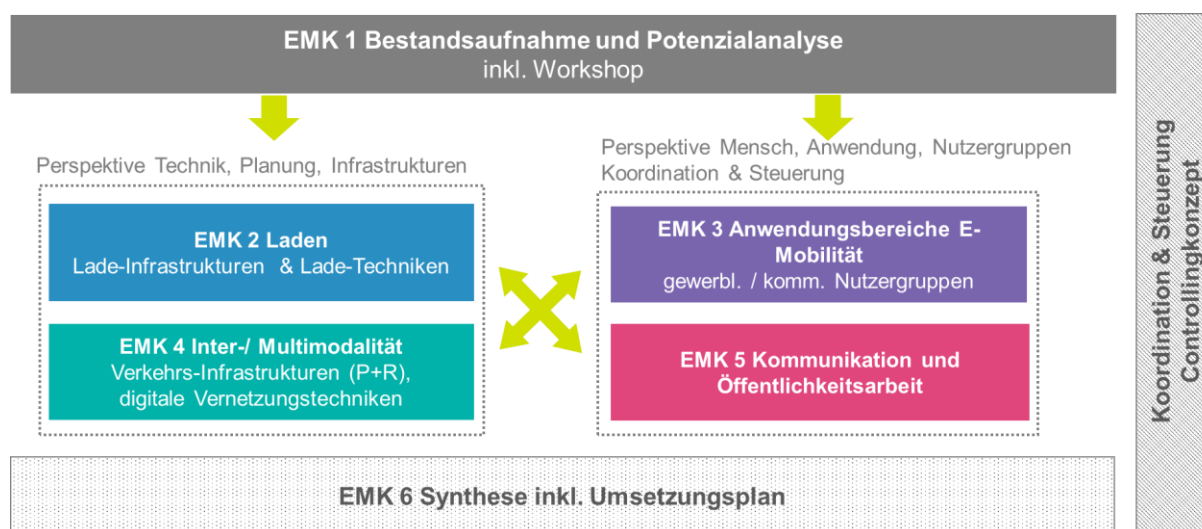 EMK 1 Bestandsaufnahme und Potenzialanalyse
inkl. Workshop
Perspektive Technik, Planung, Infrastrukturen
EMK 2 Laden
Lade-Infrastrukturen & Lade-Techniken
EMK 4 Inter-/ Multimodalität
Verkehrs-Infrastrukturen (P+R),
digitale Vernetzungstechniken
Perspektive Mensch, Anwendung, Nutzergruppen
Koordination & Steuerung
EMK 3 Anwendungsbereiche E-
Mobilität
gewerbl. / komm. Nutzergruppen
EMK 5 Kommunikation und
Öffentlichkeitsarbeit
EMK 6 Synthese inkl. Umsetzungsplan
Koordination & Steuerung
Controllingkonzept